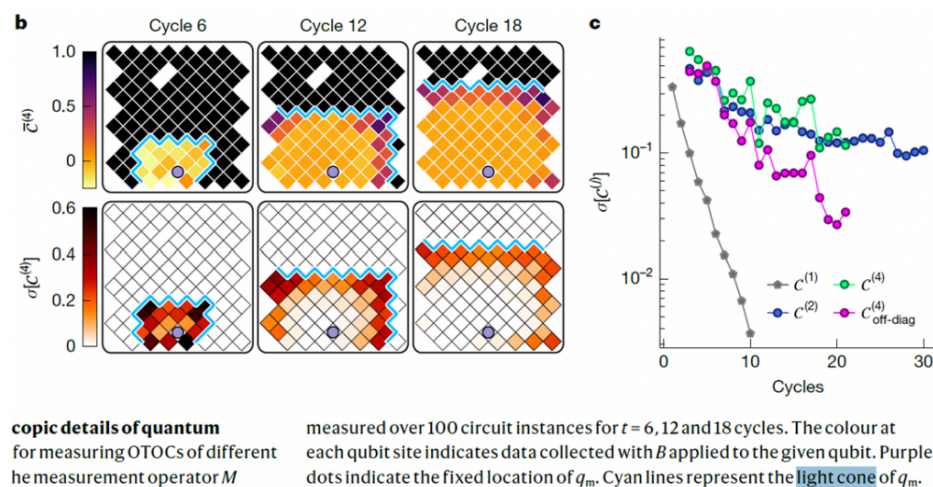 b
Cycle 6
Cycle 12
Cycle 18
1.0
0.5
0
C̄(4)
0.6
0.4
0.2
0
σ[C(4)]
c
σ[C(j)]
10−1
10−2
C(1)
C(2)
C(4)
C(4)off-diag
0
10
20
30
Cycles
copic details of quantum
for measuring OTOCs of different
he measurement operator M
measured over 100 circuit instances for t = 6, 12 and 18 cycles. The colour at
each qubit site indicates data collected with B applied to the given qubit. Purple
dots indicate the fixed location of qm. Cyan lines represent the light cone of qm.